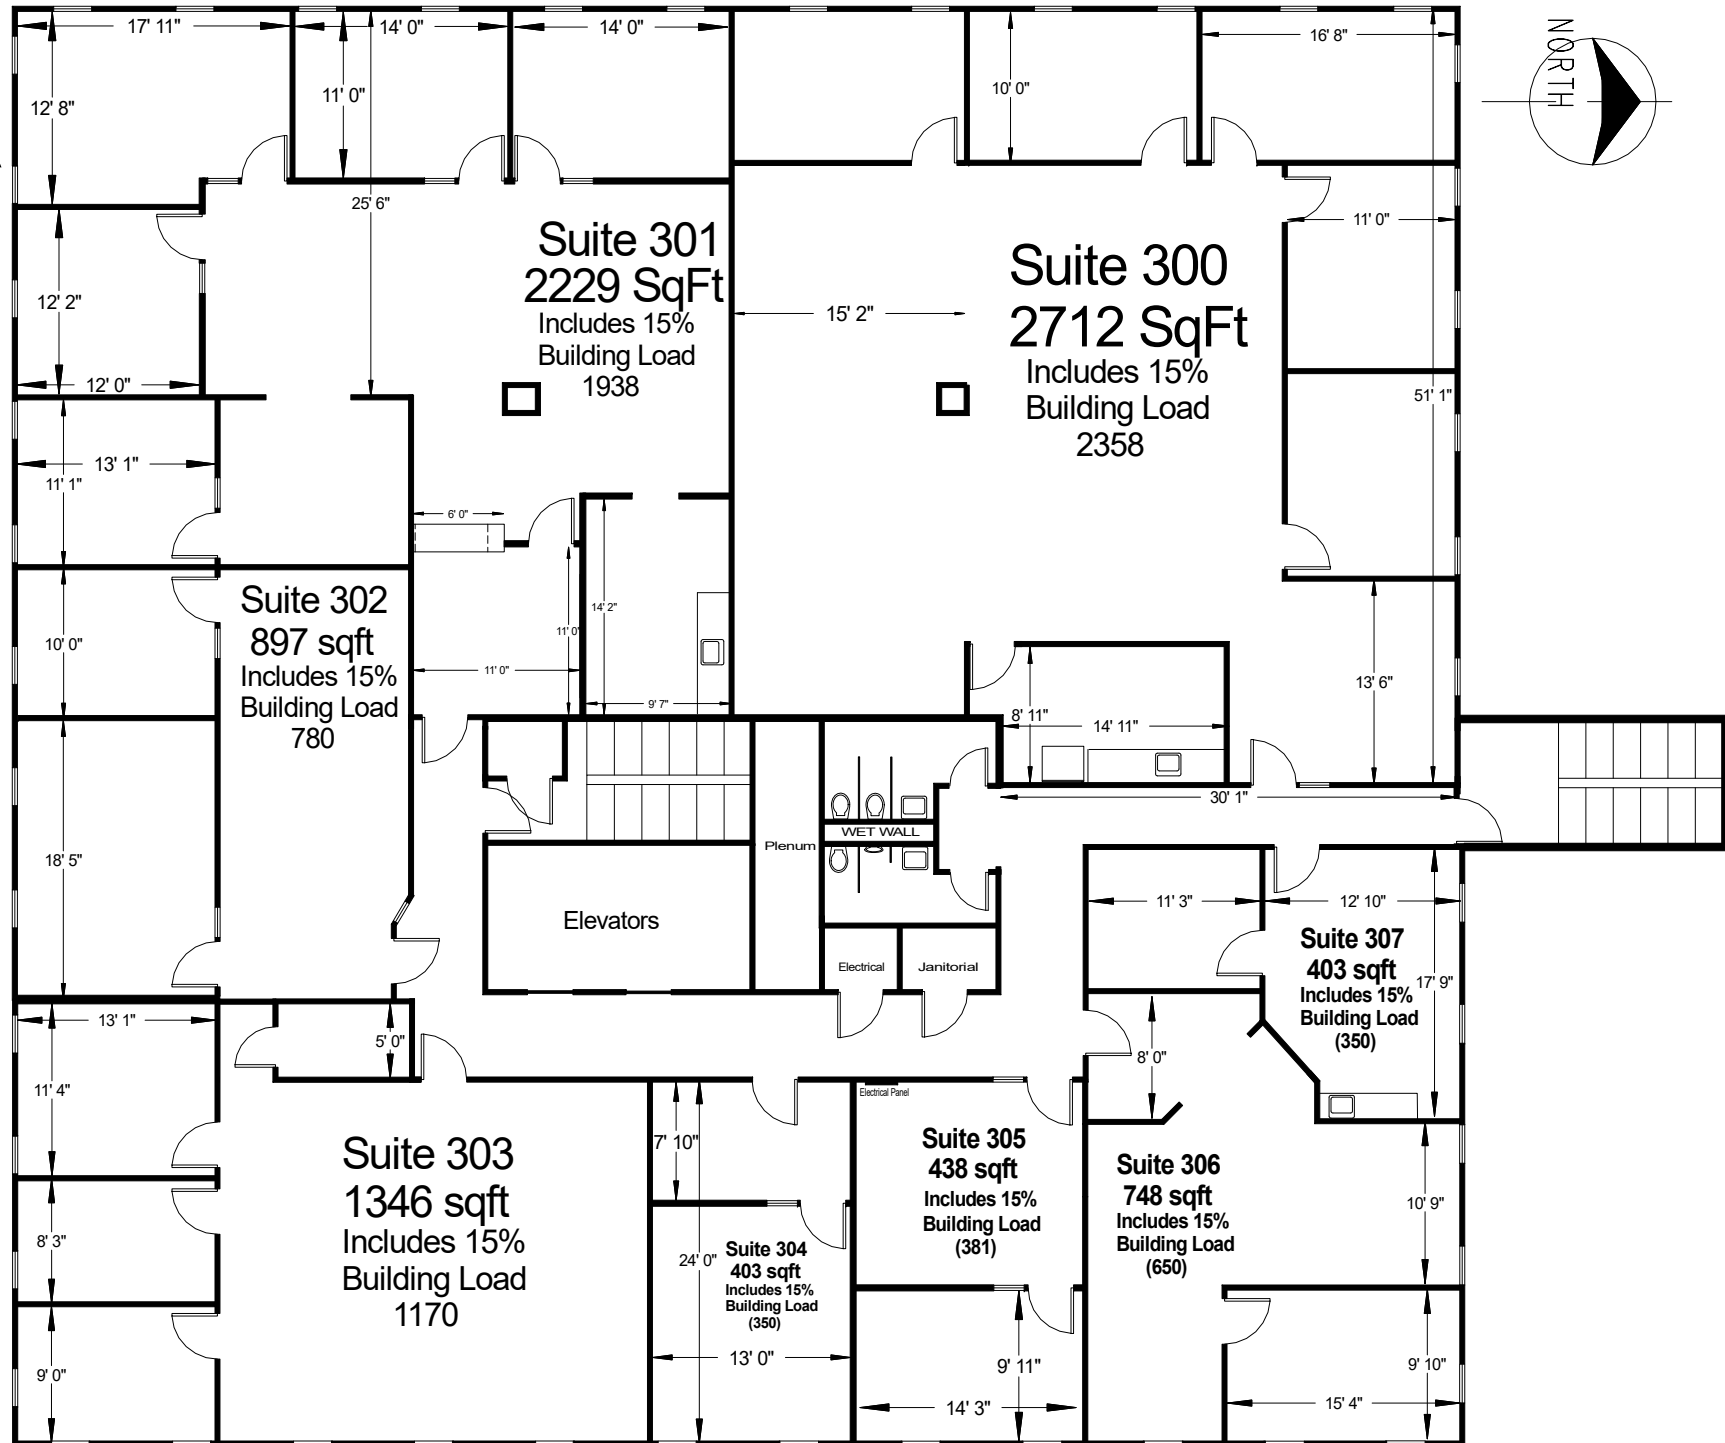 17' 11"
14' 0"
14' 0"
16' 8"
NORTH
12' 8"
11' 0"
10' 0"
25' 6"
11' 0"
Suite 301
2229 SqFt
Includes 15%
Building Load
1938
Suite 300
2712 SqFt
Includes 15%
Building Load
2358
12' 2"
15' 2"
12' 0"
51' 1"
13' 1"
11' 1"
6' 0"
14' 2"
11' 0"
11' 0"
9' 7"
Suite 302
897 sqft
Includes 15%
Building Load
780
10' 0"
13' 6"
8' 11"
14' 11"
30' 1"
WET WALL
Plenum
18' 5"
Elevators
Electrical
Janitorial
11' 3"
12' 10"
Suite 307
403 sqft
Includes 15%
Building Load
(350)
17' 9"
13' 1"
5' 0"
8' 0"
11' 4"
Electrical Panel
7' 10"
Suite 303
1346 sqft
Includes 15%
Building Load
1170
Suite 305
438 sqft
Includes 15%
Building Load
(381)
Suite 306
748 sqft
Includes 15%
Building Load
(650)
10' 9"
8' 3"
24' 0"
Suite 304
403 sqft
Includes 15%
Building Load
(350)
13' 0"
9' 0"
9' 11"
14' 3"
9' 10"
15' 4"